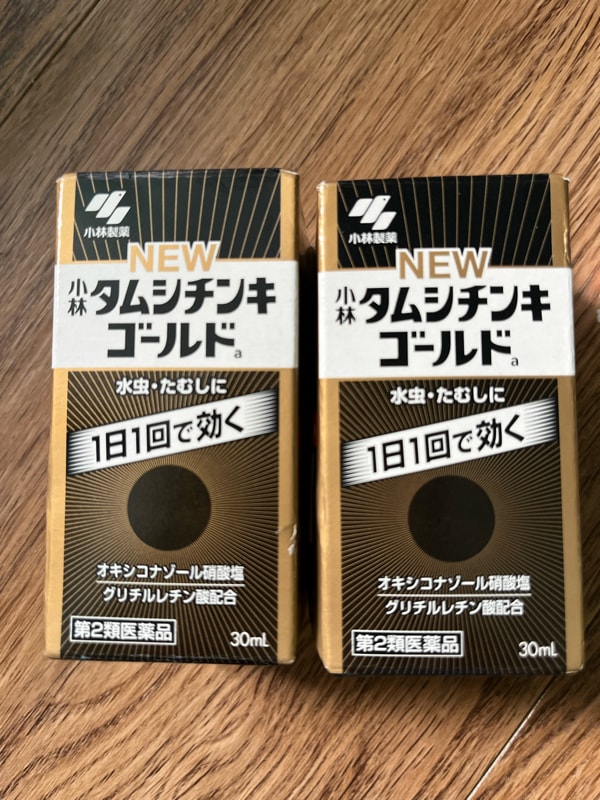 小林製薬
NEW
小林
タムシチンキ
ゴールドa
水虫・たむしに
1日1回で効く
オキシコナゾール硝酸塩
グリチルレチン酸配合
第2類医薬品
30mL
小林製薬
NEW
小林
タムシチンキ
ゴールドa
水虫・たむしに
1日1回で効く
オキシコナゾール硝酸塩
グリチルレチン酸配合
第2類医薬品
30mL